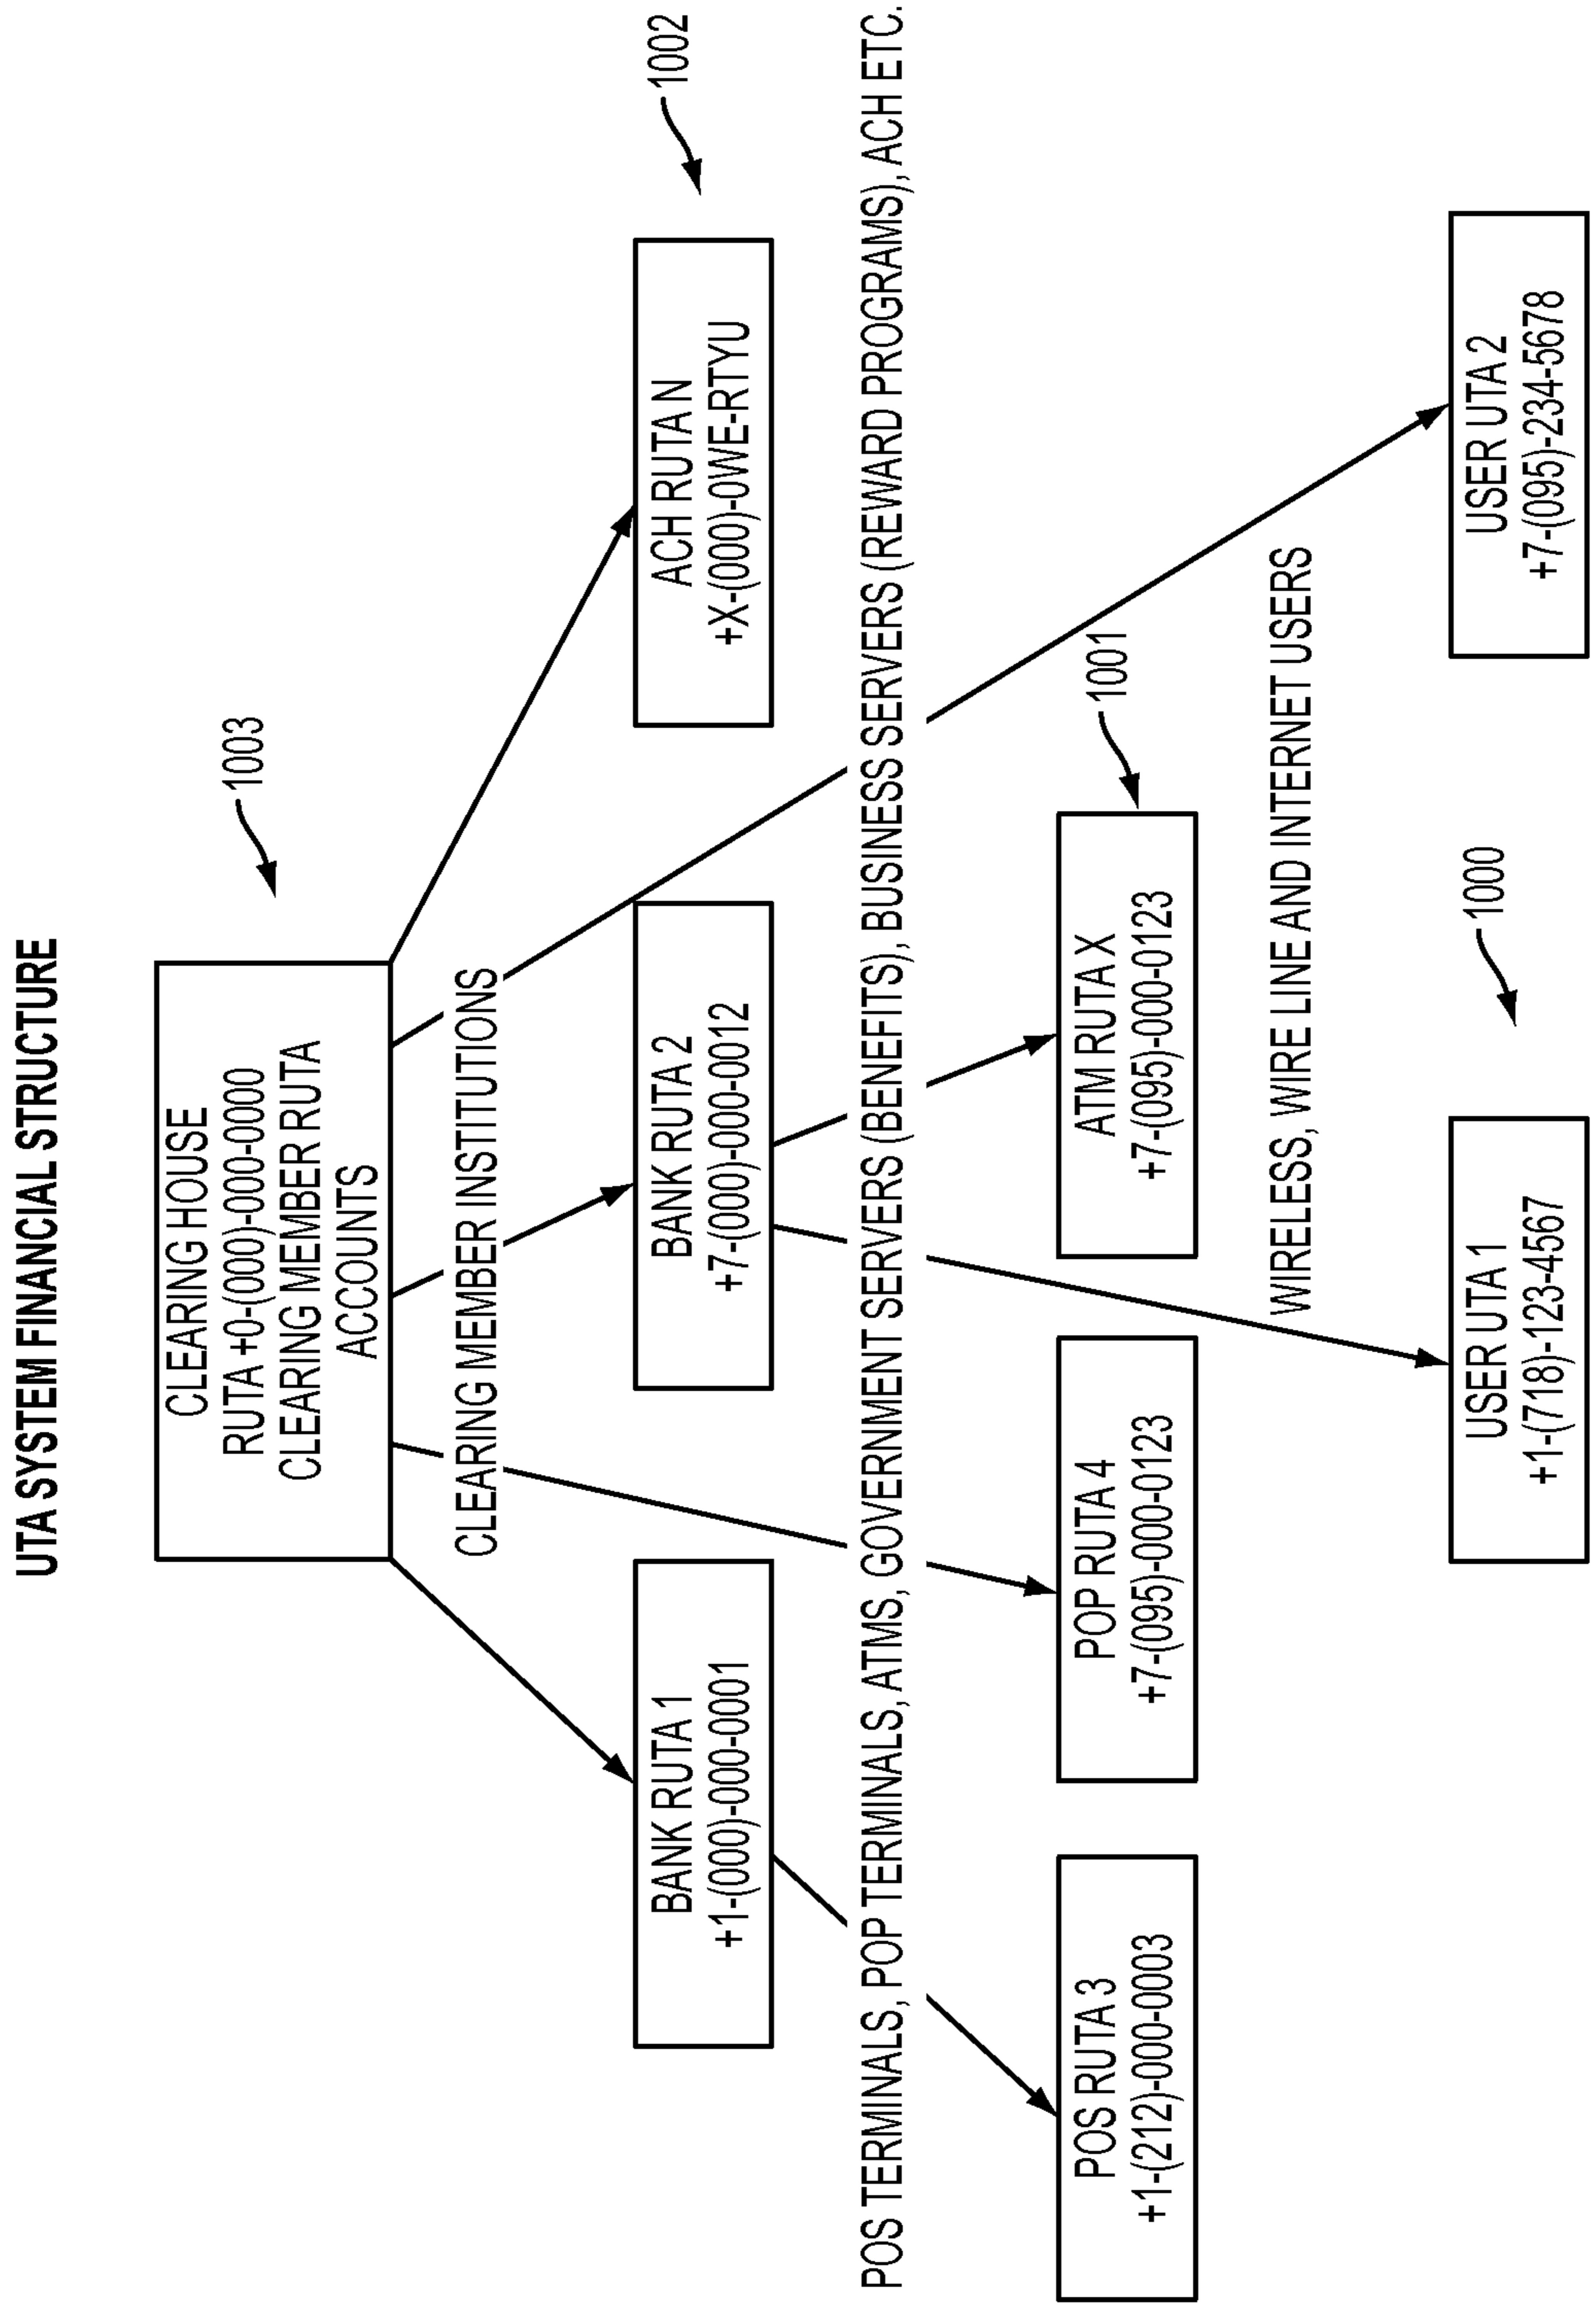 UTA SYSTEM FINANCIAL STRUCTURE
CLEARING HOUSE
RUTA +0-(000)-000-0000
CLEARING MEMBER RUTA
ACCOUNTS
1003
CLEARING MEMBER INSTITUTIONS
1002
BANK RUTA 1
+1-(000)-000-0001
BANK RUTA 2
+7-(000)-000-0012
ACH RUTA N
+X-(000)-0WE-RTYU
POS TERMINALS, POP TERMINALS, ATMS, GOVERNMENT SERVERS (BENEFITS), BUSINESS SERVERS (REWARD PROGRAMS), ACH ETC.
1001
POS RUTA 3
+1-(212)-000-0003
POP RUTA 4
+7-(095)-000-0123
ATM RUTA X
+7-(095)-000-0123
WIRELESS, WIRE LINE AND INTERNET USERS
1000
USER UTA 1
+1-(718)-123-4567
USER UTA 2
+7-(095)-234-5678